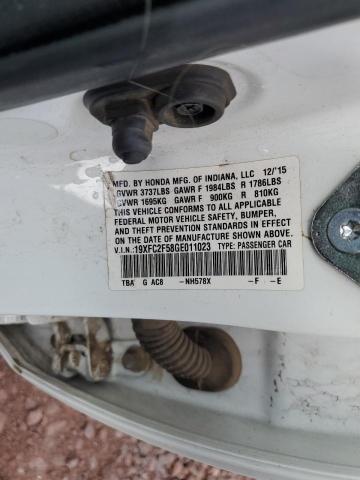 MFD. BY HONDA MFG. OF INDIANA, LLC 12/'15
GVWR 3737LBS GAWR F 1984LBS R 1786LBS
GVWR 1695KG GAWR F 900KG R 810KG
THIS VEHICLE CONFORMS TO ALL APPLICABLE
FEDERAL MOTOR VEHICLE SAFETY, BUMPER,
AND THEFT PREVENTION STANDARDS IN EFFECT
ON THE DATE OF MANUFACTURE SHOWN ABOVE.
V.I.N.:19XFC2F58GE011023 TYPE: PASSENGER CAR
TBA G AC8 -NH578X -F -E